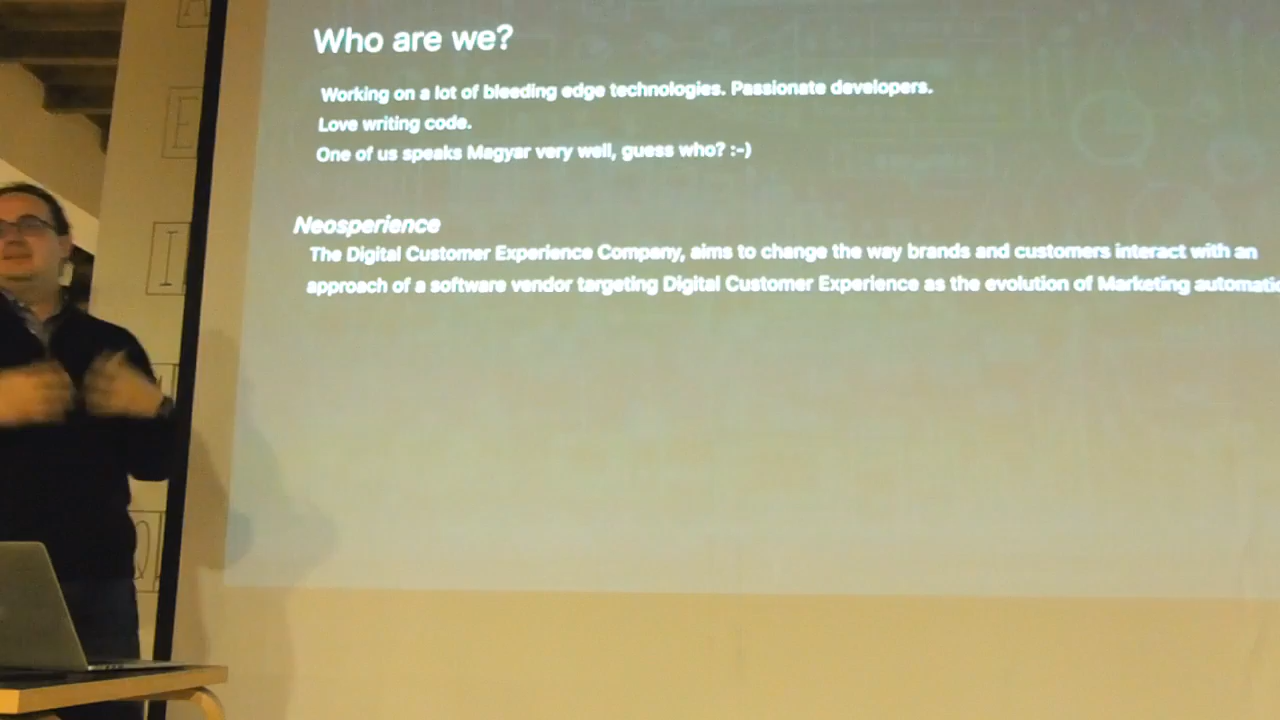 Who are we?
Working on a lot of bleeding edge technologies. Passionate developers.
Love writing code.
One of us speaks Magyar very well, guess who? :-)
Neosperience
The Digital Customer Experience Company, aims to change the way brands and customers interact with an
approach of a software vendor targeting Digital Customer Experience as the evolution of Marketing
A
E
I